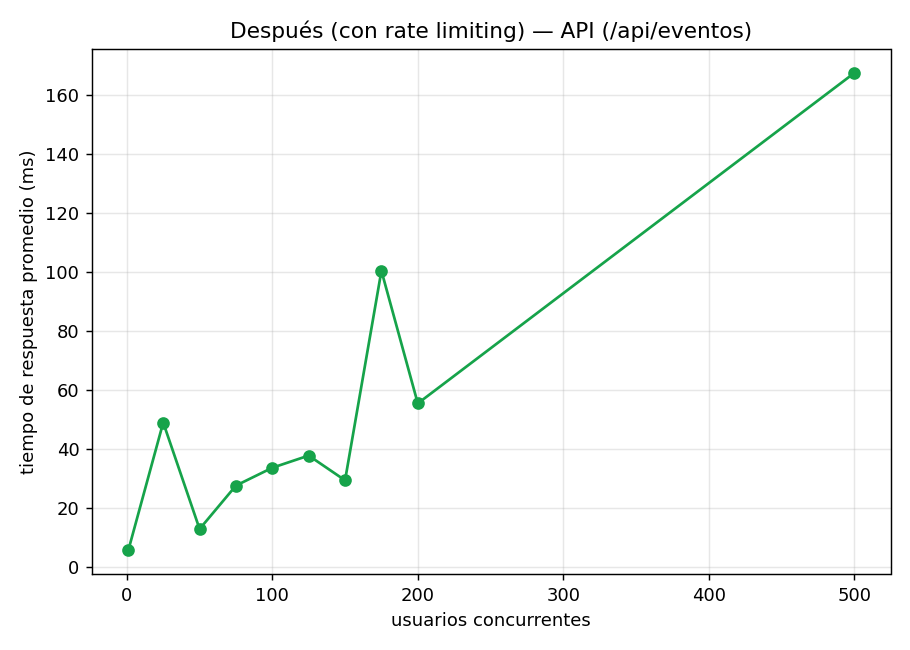 Después (con rate limiting) — API (/api/eventos)
160
140
120
100
80
60
40
20
0
tiempo de respuesta promedio (ms)
0 100 200 300 400 500
usuarios concurrentes